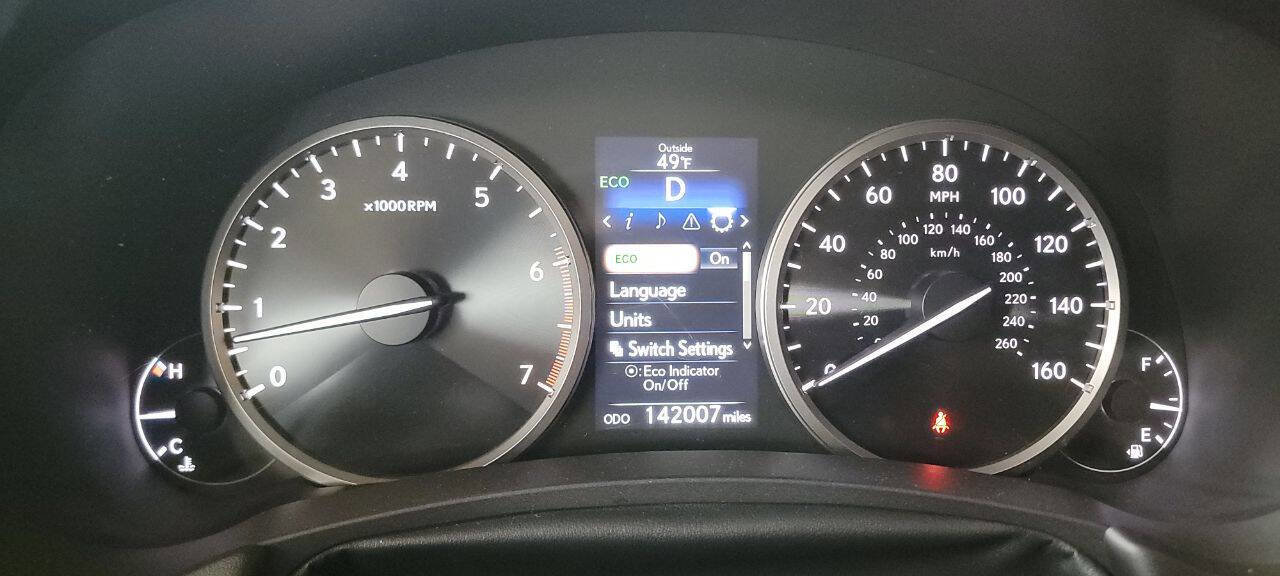 0
1
2
3
4
5
6
7
x1000RPM
H
C
Outside
49°F
ECO
D
< i ♪ ⚠ >
ECO On
Language
Units
Switch Settings
⦿:Eco Indicator
On/Off
ODO 142007 miles
20
40
60
80
100
120
140
160
MPH
km/h
20
40
60
80
100
120
140
160
180
200
220
240
260
F
E